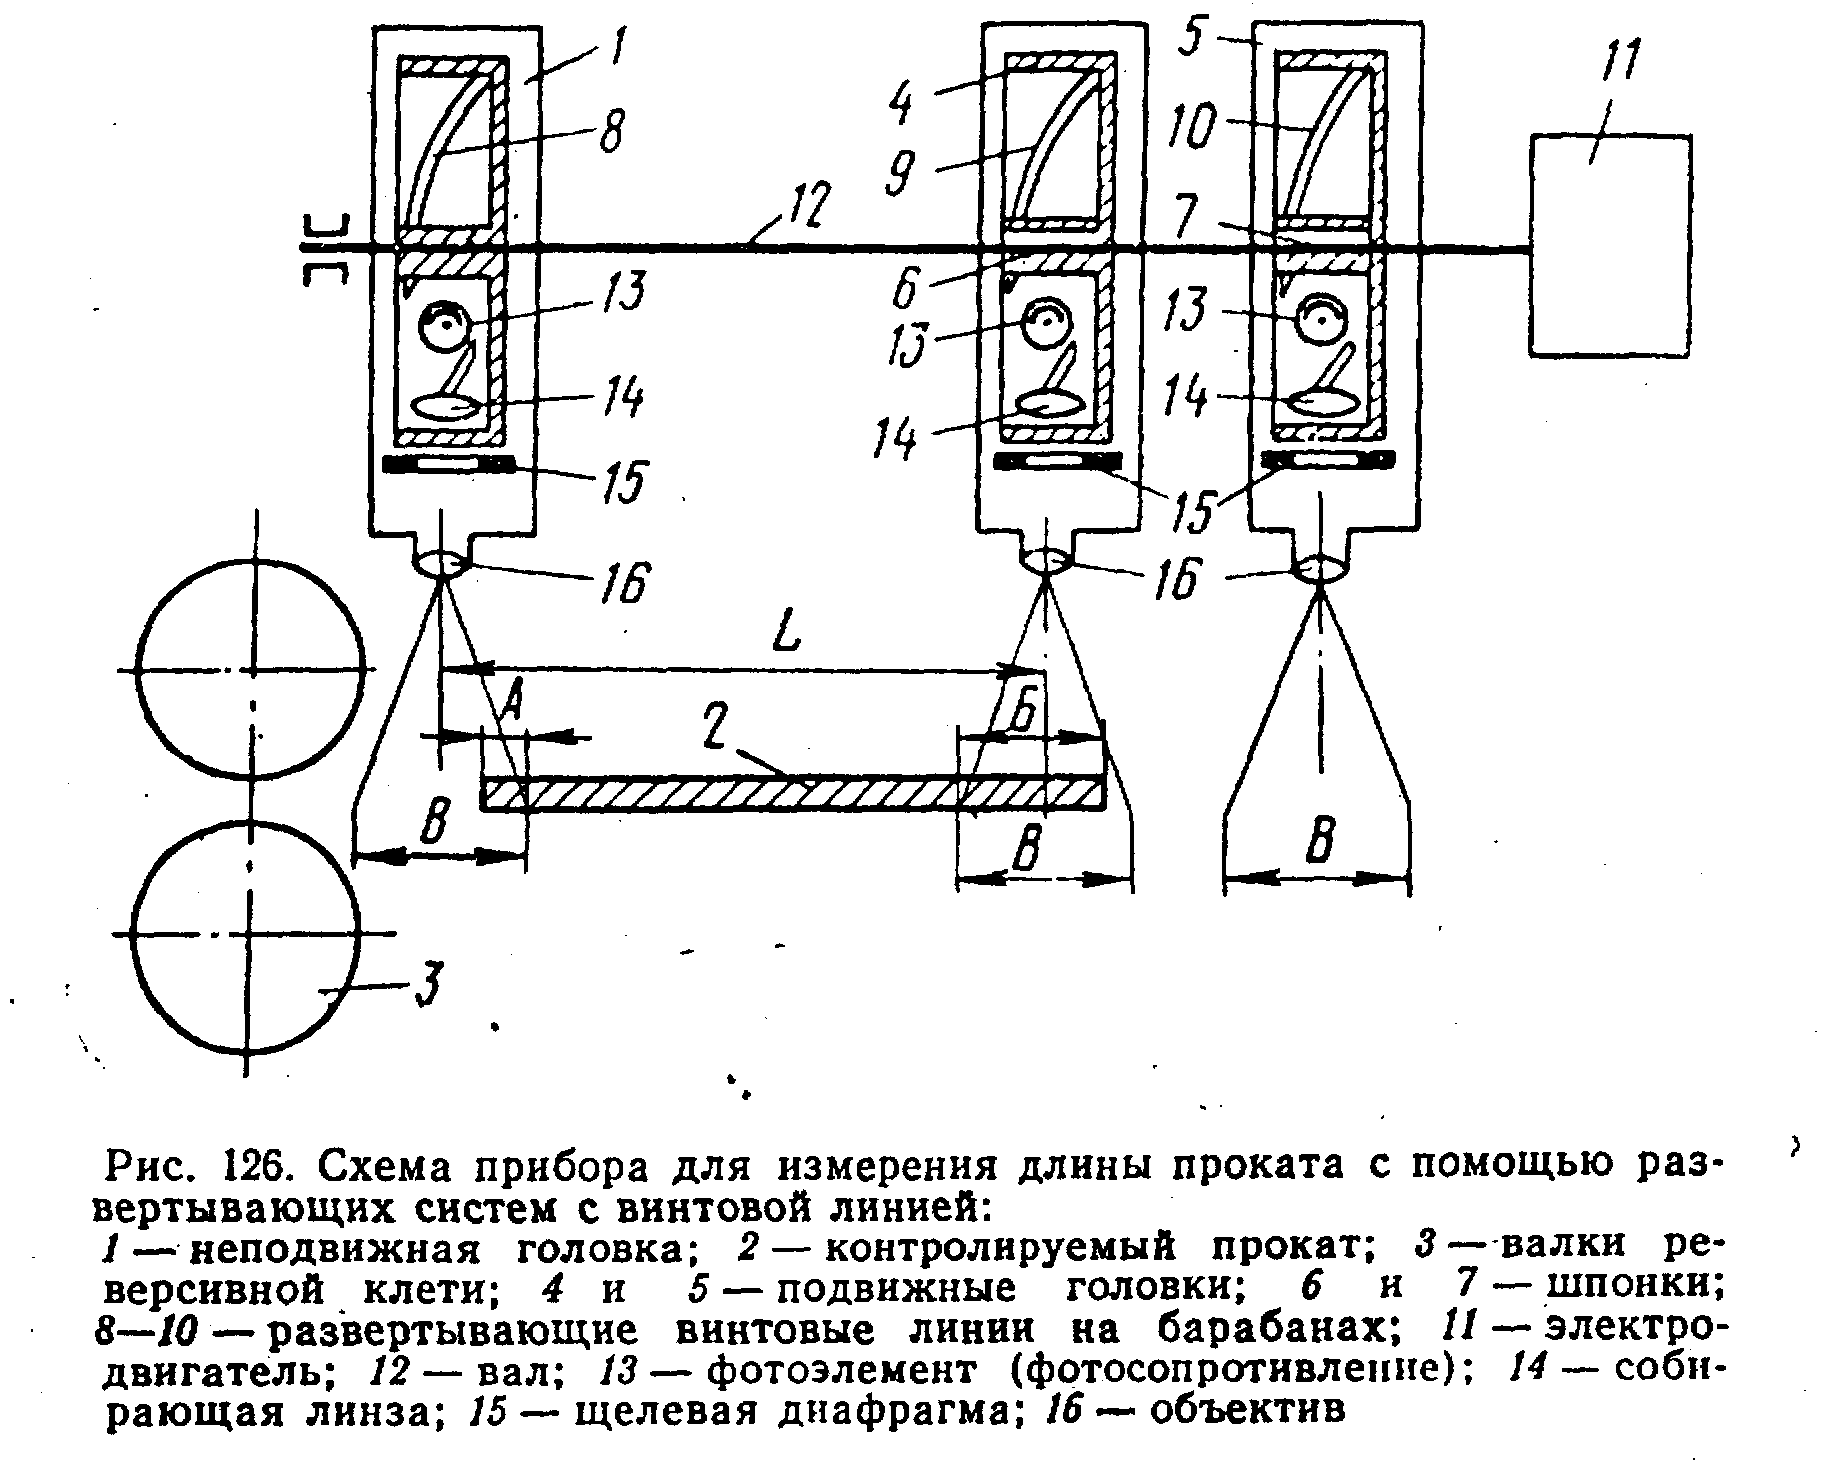 1
5
11
4
10
8
9
12
7
6
13
13
13
14
14
14
15
15
16
16
L
А
Б
2
В
В
В
3
Рис. 126. Схема прибора для измерения длины проката с помощью раз-
вертывающих систем с винтовой линией:
1 — неподвижная головка; 2 — контролируемый прокат; 3 — валки ре-
версивной клети; 4 и 5 — подвижные головки; 6 и 7 — шпонки;
8—10 — развертывающие винтовые линии на барабанах; 11 — электро-
двигатель; 12 — вал; 13 — фотоэлемент (фотосопротивление); 14 — соби-
рающая линза; 15 — щелевая диафрагма; 16 — объектив